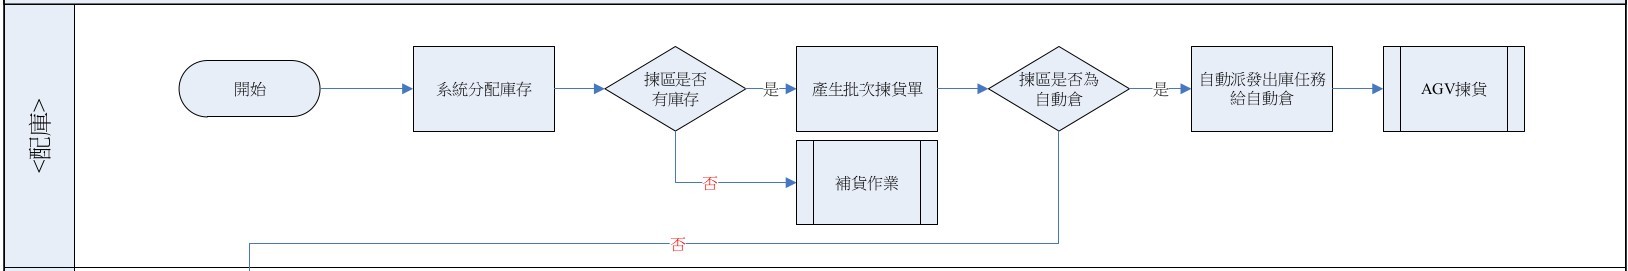 <配庫>
開始
系統分配庫存
揀區是否
有庫存
是
產生批次揀貨單
揀區是否為
自動倉
是
自動派發出庫任務
給自動倉
AGV揀貨
否
補貨作業
否